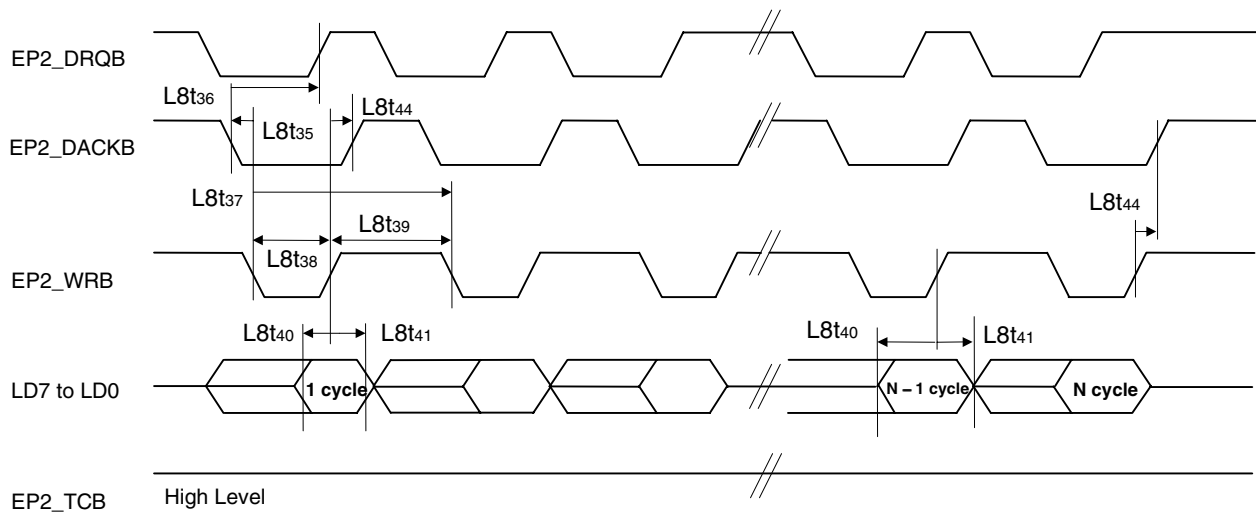 EP2_DRQB
L8t36
L8t35
L8t44
EP2_DACKB
L8t37
L8t39
L8t44
L8t38
EP2_WRB
L8t40
L8t41
L8t40
L8t41
LD7 to LD0
1 cycle
N – 1 cycle
N cycle
EP2_TCB
High Level